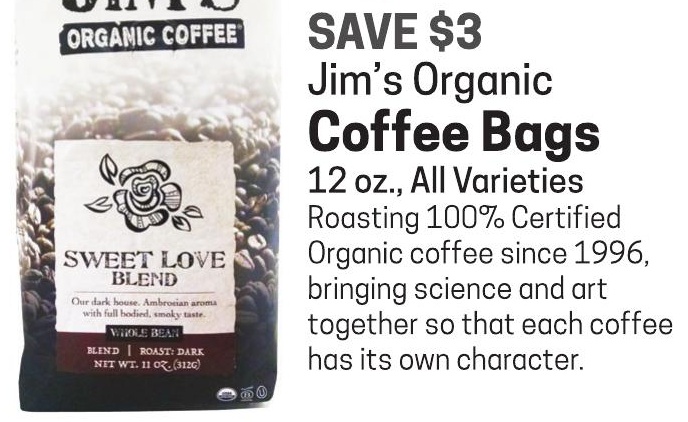 JIM'S
ORGANIC COFFEE
SWEET LOVE
BLEND
Our dark house. Ambrosian aroma
with full bodied, smoky taste.
WHOLE BEAN
BLEND | ROAST: DARK
NET WT. 11 OZ. (312G)
SAVE $3
Jim's Organic
Coffee Bags
12 oz., All Varieties
Roasting 100% Certified
Organic coffee since 1996,
bringing science and art
together so that each coffee
has its own character.